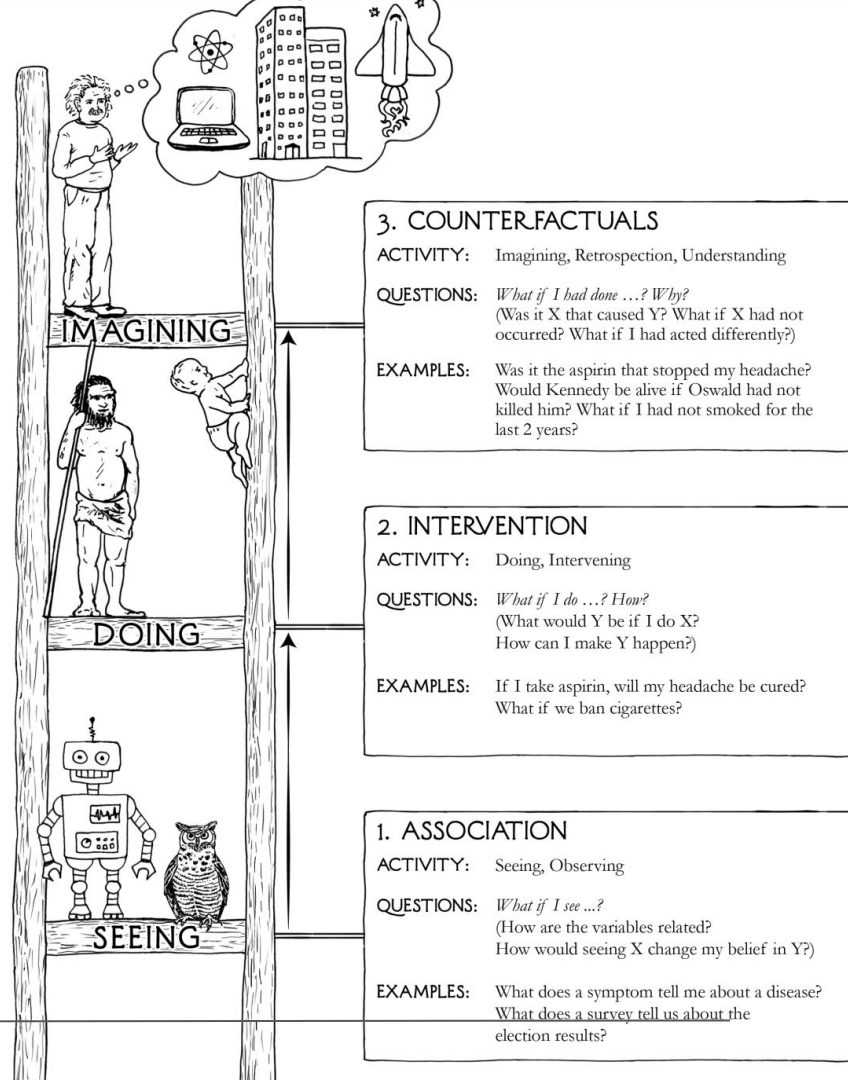 3. COUNTERFACTUALS
ACTIVITY: Imagining, Retrospection, Understanding
QUESTIONS: What if I had done …? Why?
(Was it X that caused Y? What if X had not
occurred? What if I had acted differently?)
EXAMPLES: Was it the aspirin that stopped my headache?
Would Kennedy be alive if Oswald had not
killed him? What if I had not smoked for the
last 2 years?
IMAGINING
2. INTERVENTION
ACTIVITY: Doing, Intervening
QUESTIONS: What if I do …? How?
(What would Y be if I do X?
How can I make Y happen?)
EXAMPLES: If I take aspirin, will my headache be cured?
What if we ban cigarettes?
DOING
1. ASSOCIATION
ACTIVITY: Seeing, Observing
QUESTIONS: What if I see ...?
(How are the variables related?
How would seeing X change my belief in Y?)
EXAMPLES: What does a symptom tell me about a disease?
What does a survey tell us about the
election results?
SEEING